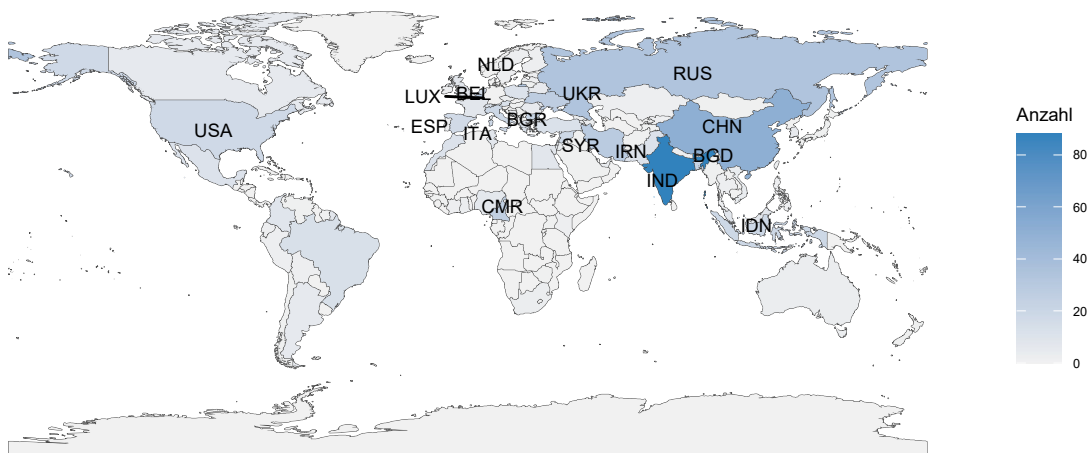 NLD
RUS
LUX
BEL
UKR
ESP
ITA
BGR
USA
CHN
SYR
IRN
BGD
IND
CMR
IDN
Anzahl
80
60
40
20
0